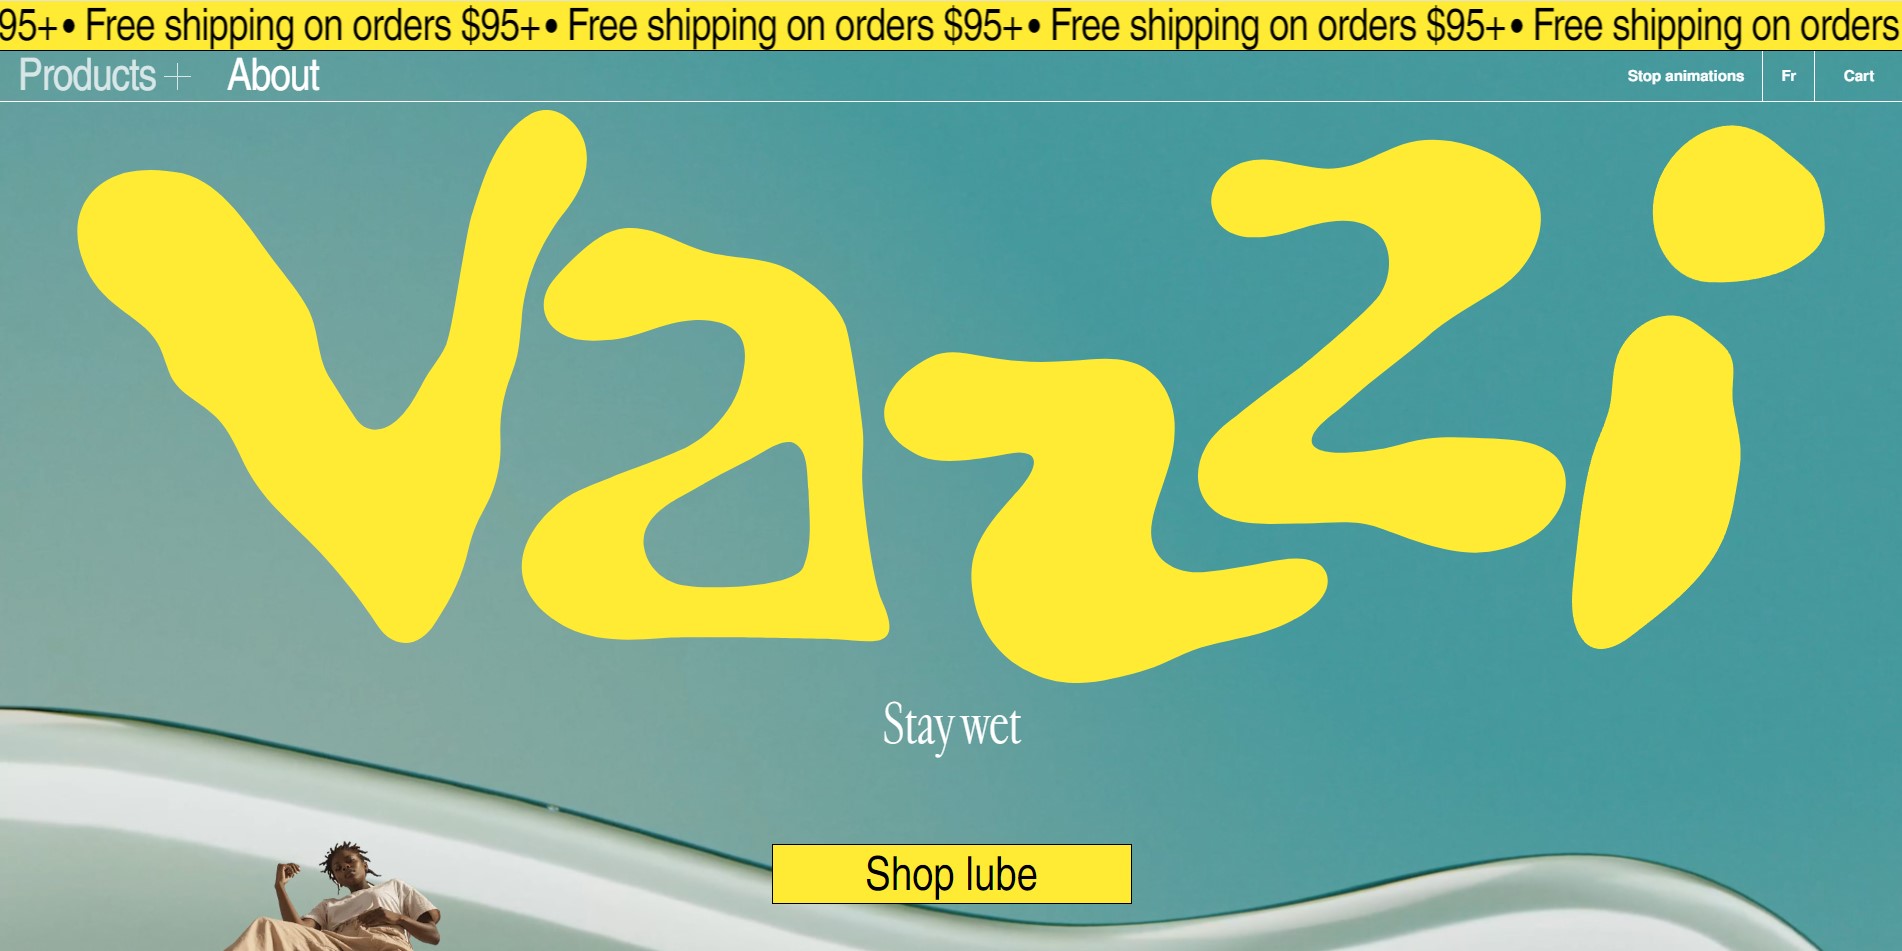 95+• Free shipping on orders $95+• Free shipping on orders $95+• Free shipping on orders $95+• Free shipping on orders
Products + About Stop animations Fr Cart
Vazzi
Stay wet
Shop lube